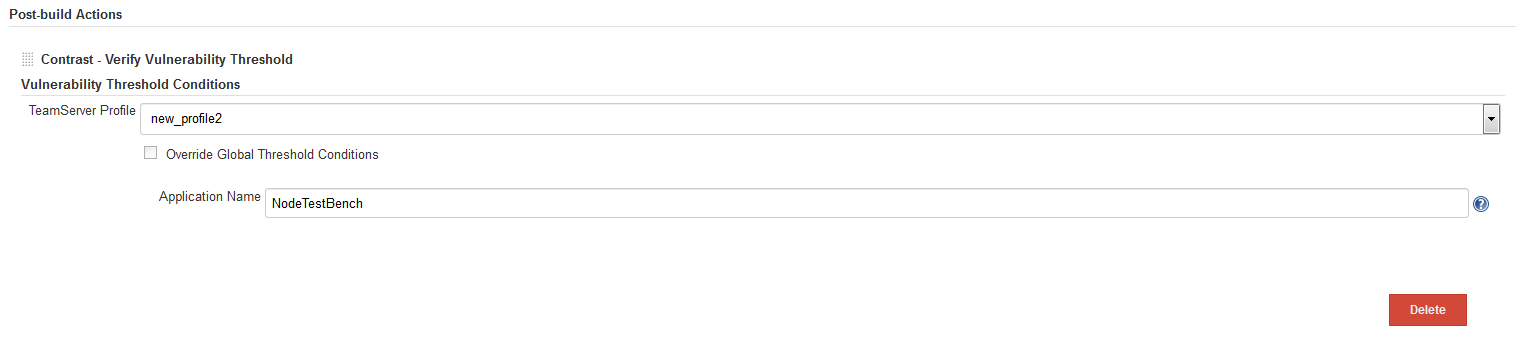 Post-build Actions
Contrast - Verify Vulnerability Threshold
Vulnerability Threshold Conditions
TeamServer Profile new_profile2
Override Global Threshold Conditions
Application Name NodeTestBench ?
Delete